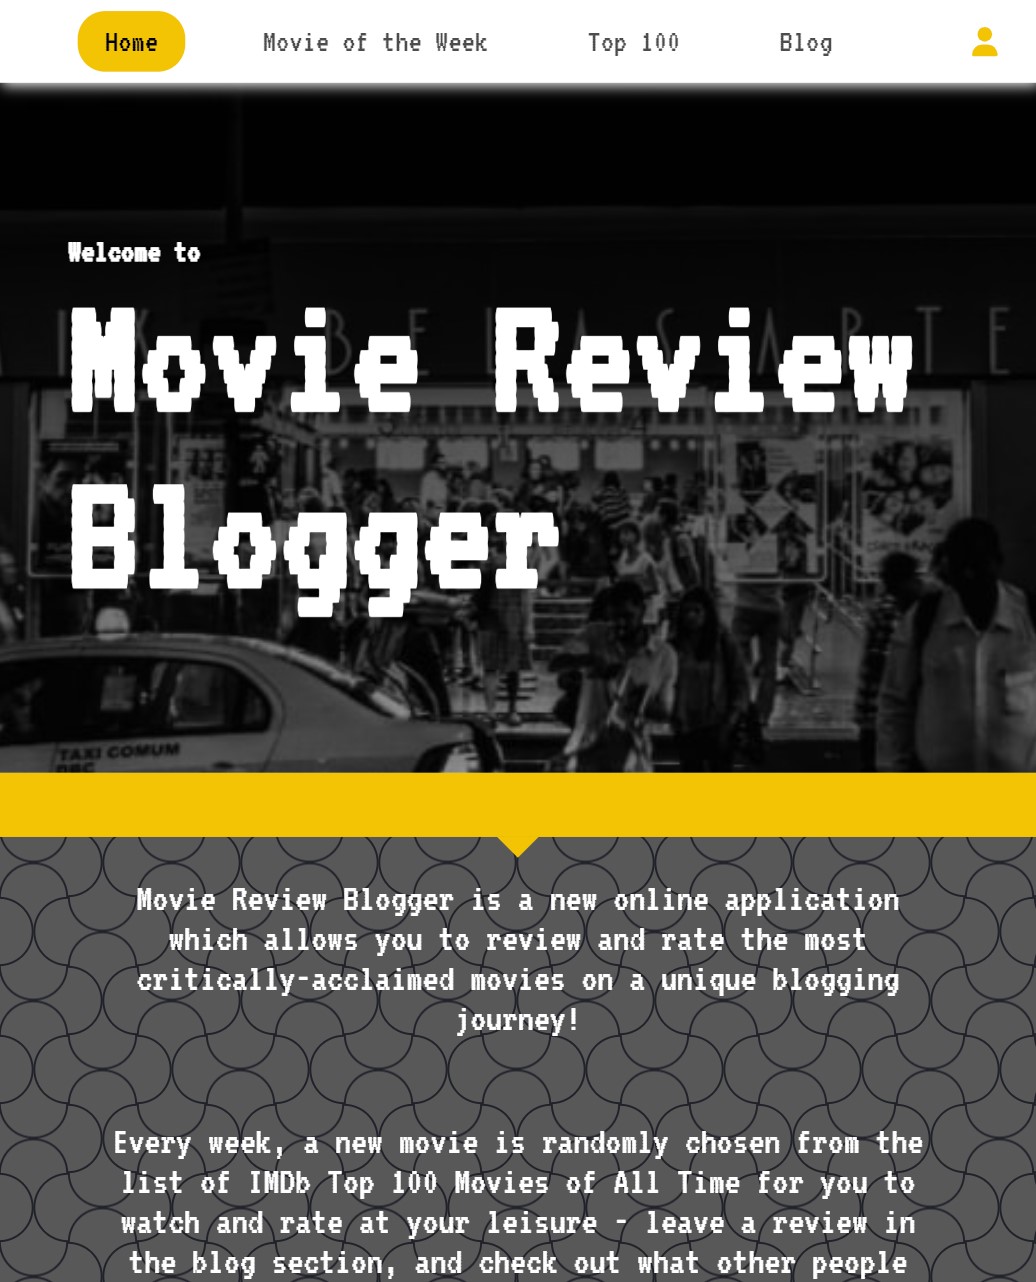 Home Movie of the Week Top 100 Blog
Welcome to
Movie Review
Blogger
TAXI COMUM
Movie Review Blogger is a new online application
which allows you to review and rate the most
critically-acclaimed movies on a unique blogging
journey!
Every week, a new movie is randomly chosen from the
list of IMDb Top 100 Movies of All Time for you to
watch and rate at your leisure - leave a review in
the blog section, and check out what other people